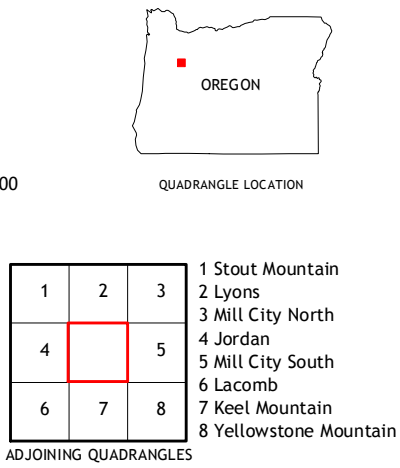 OREGON
00
QUADRANGLE LOCATION
1 2 3
4 5
6 7 8
1 Stout Mountain
2 Lyons
3 Mill City North
4 Jordan
5 Mill City South
6 Lacomb
7 Keel Mountain
8 Yellowstone Mountain
ADJOINING QUADRANGLES